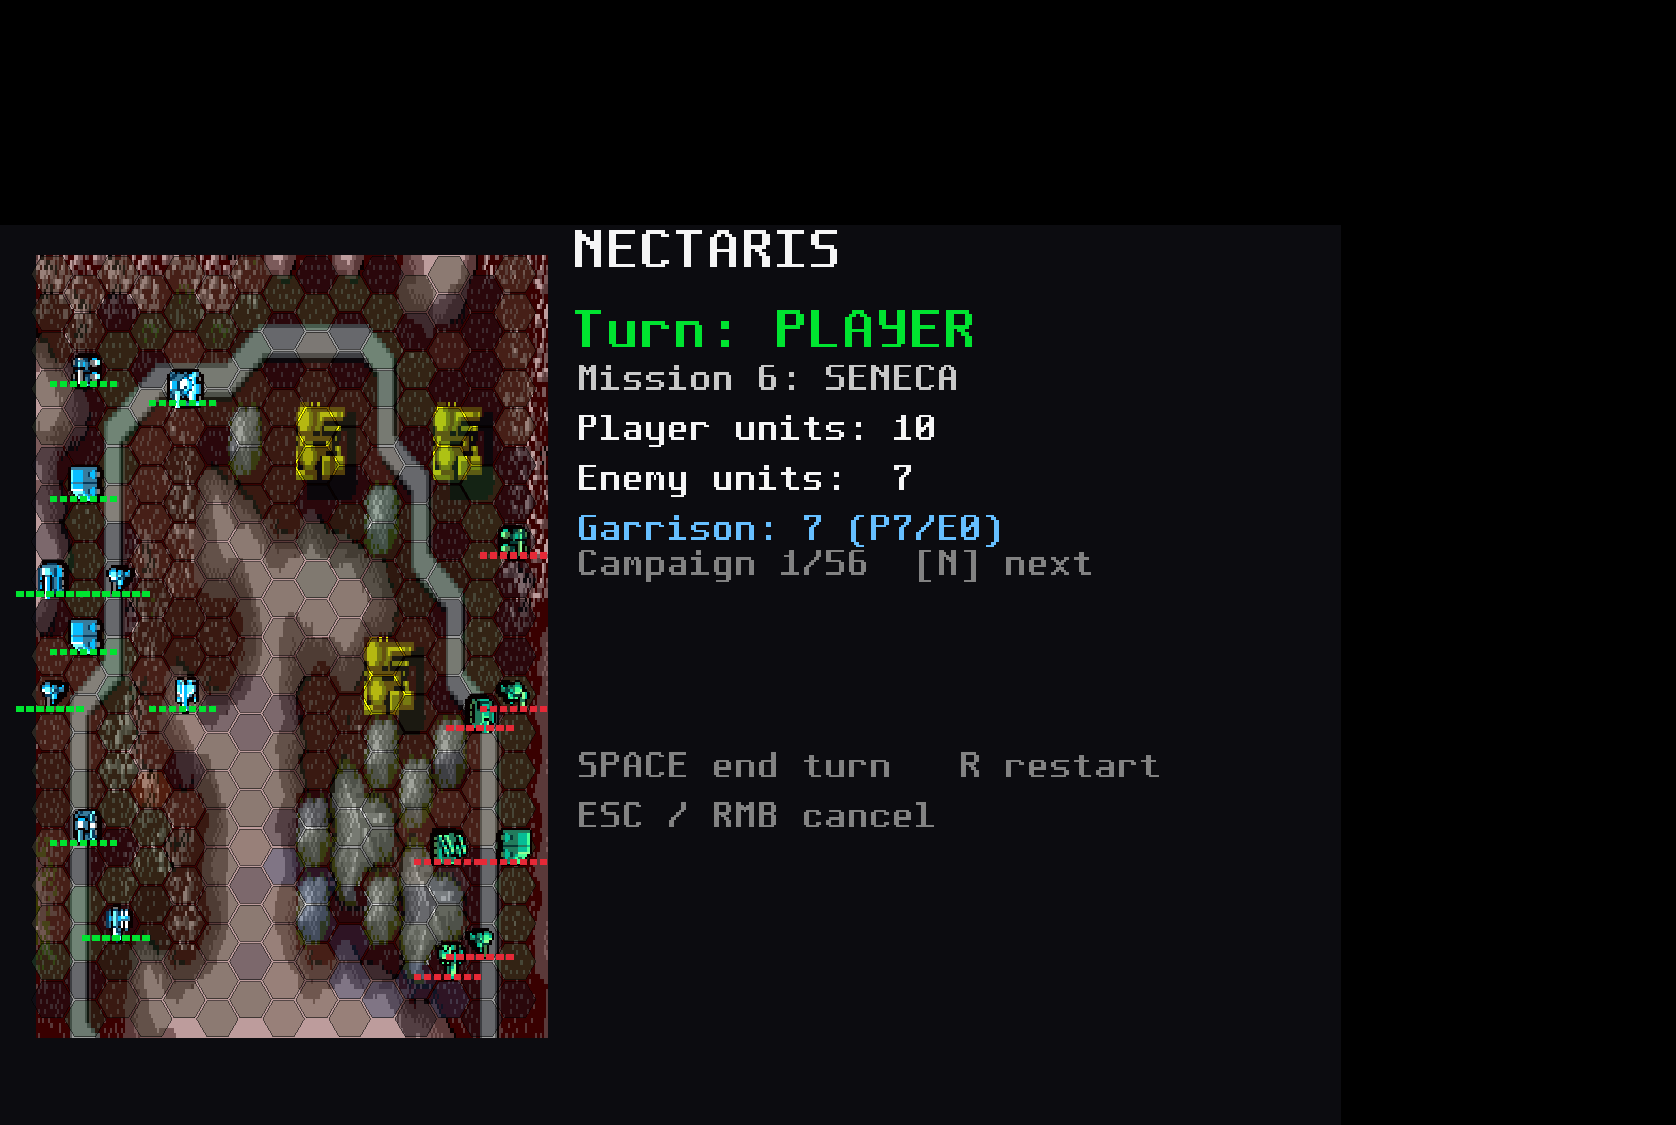 NECTARIS
Turn: PLAYER
Mission 6: SENECA
Player units: 10
Enemy units:  7
Garrison: 7 (P7/E0)
Campaign 1/56  [N] next
SPACE end turn   R restart
ESC / RMB cancel